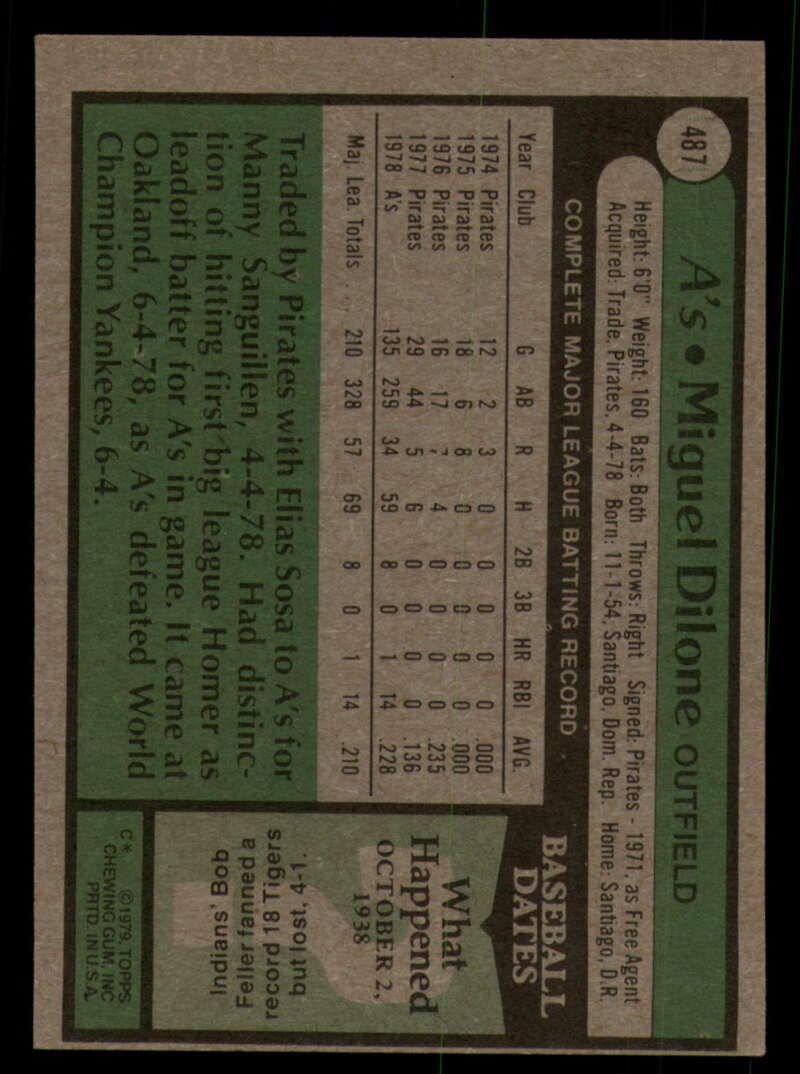 487
A's • Miguel Dilone OUTFIELD
Height: 6'0" Weight: 160 Bats: Both Throws: Right Signed: Pirates - 1971, as Free Agent
Acquired: Trade, Pirates, 4-4-78 Born: 11-1-54, Santiago, Dom. Rep. Home: Santiago, D.R.
COMPLETE MAJOR LEAGUE BATTING RECORD
Year Club G AB R H 2B 3B HR RBI AVG.
1974 Pirates 12 2 3 0 0 0 0 0 .000
1975 Pirates 18 6 8 0 0 0 0 0 .000
1976 Pirates 16 17 7 4 0 0 0 0 .235
1977 Pirates 29 44 5 6 0 0 0 0 .136
1978 A's 135 259 34 59 8 0 1 14 .228
Maj. Lea. Totals ... 210 328 57 69 8 0 1 14 .210
Traded by Pirates with Elias Sosa to A's for
Manny Sanguillen, 4-4-78. Had distinc-
tion of hitting first big league Homer as
leadoff batter for A's in game. It came at
Oakland, 6-4-78, as A's defeated World
Champion Yankees, 6-4.
BASEBALL
DATES
What
Happened
OCTOBER 2,
1938
Indians' Bob
Feller fanned a
record 18 Tigers
but lost, 4-1.
C* ©1979, TOPPS
CHEWING GUM, INC
PRTD. IN U.S.A.